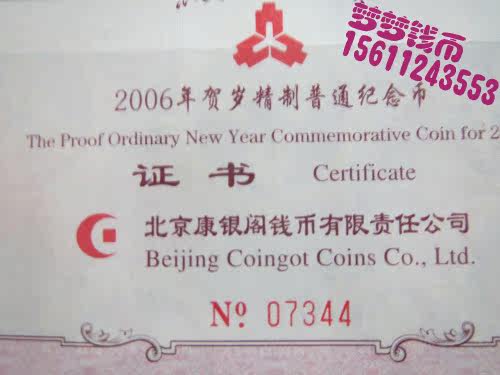 梦梦钱币
15611243553
2006年贺岁精制普通纪念币
The Proof Ordinary New Year Commemorative Coin for 2
证书 Certificate
北京康银阁钱币有限责任公司
Beijing Coingot Coins Co., Ltd.
Nº 07344